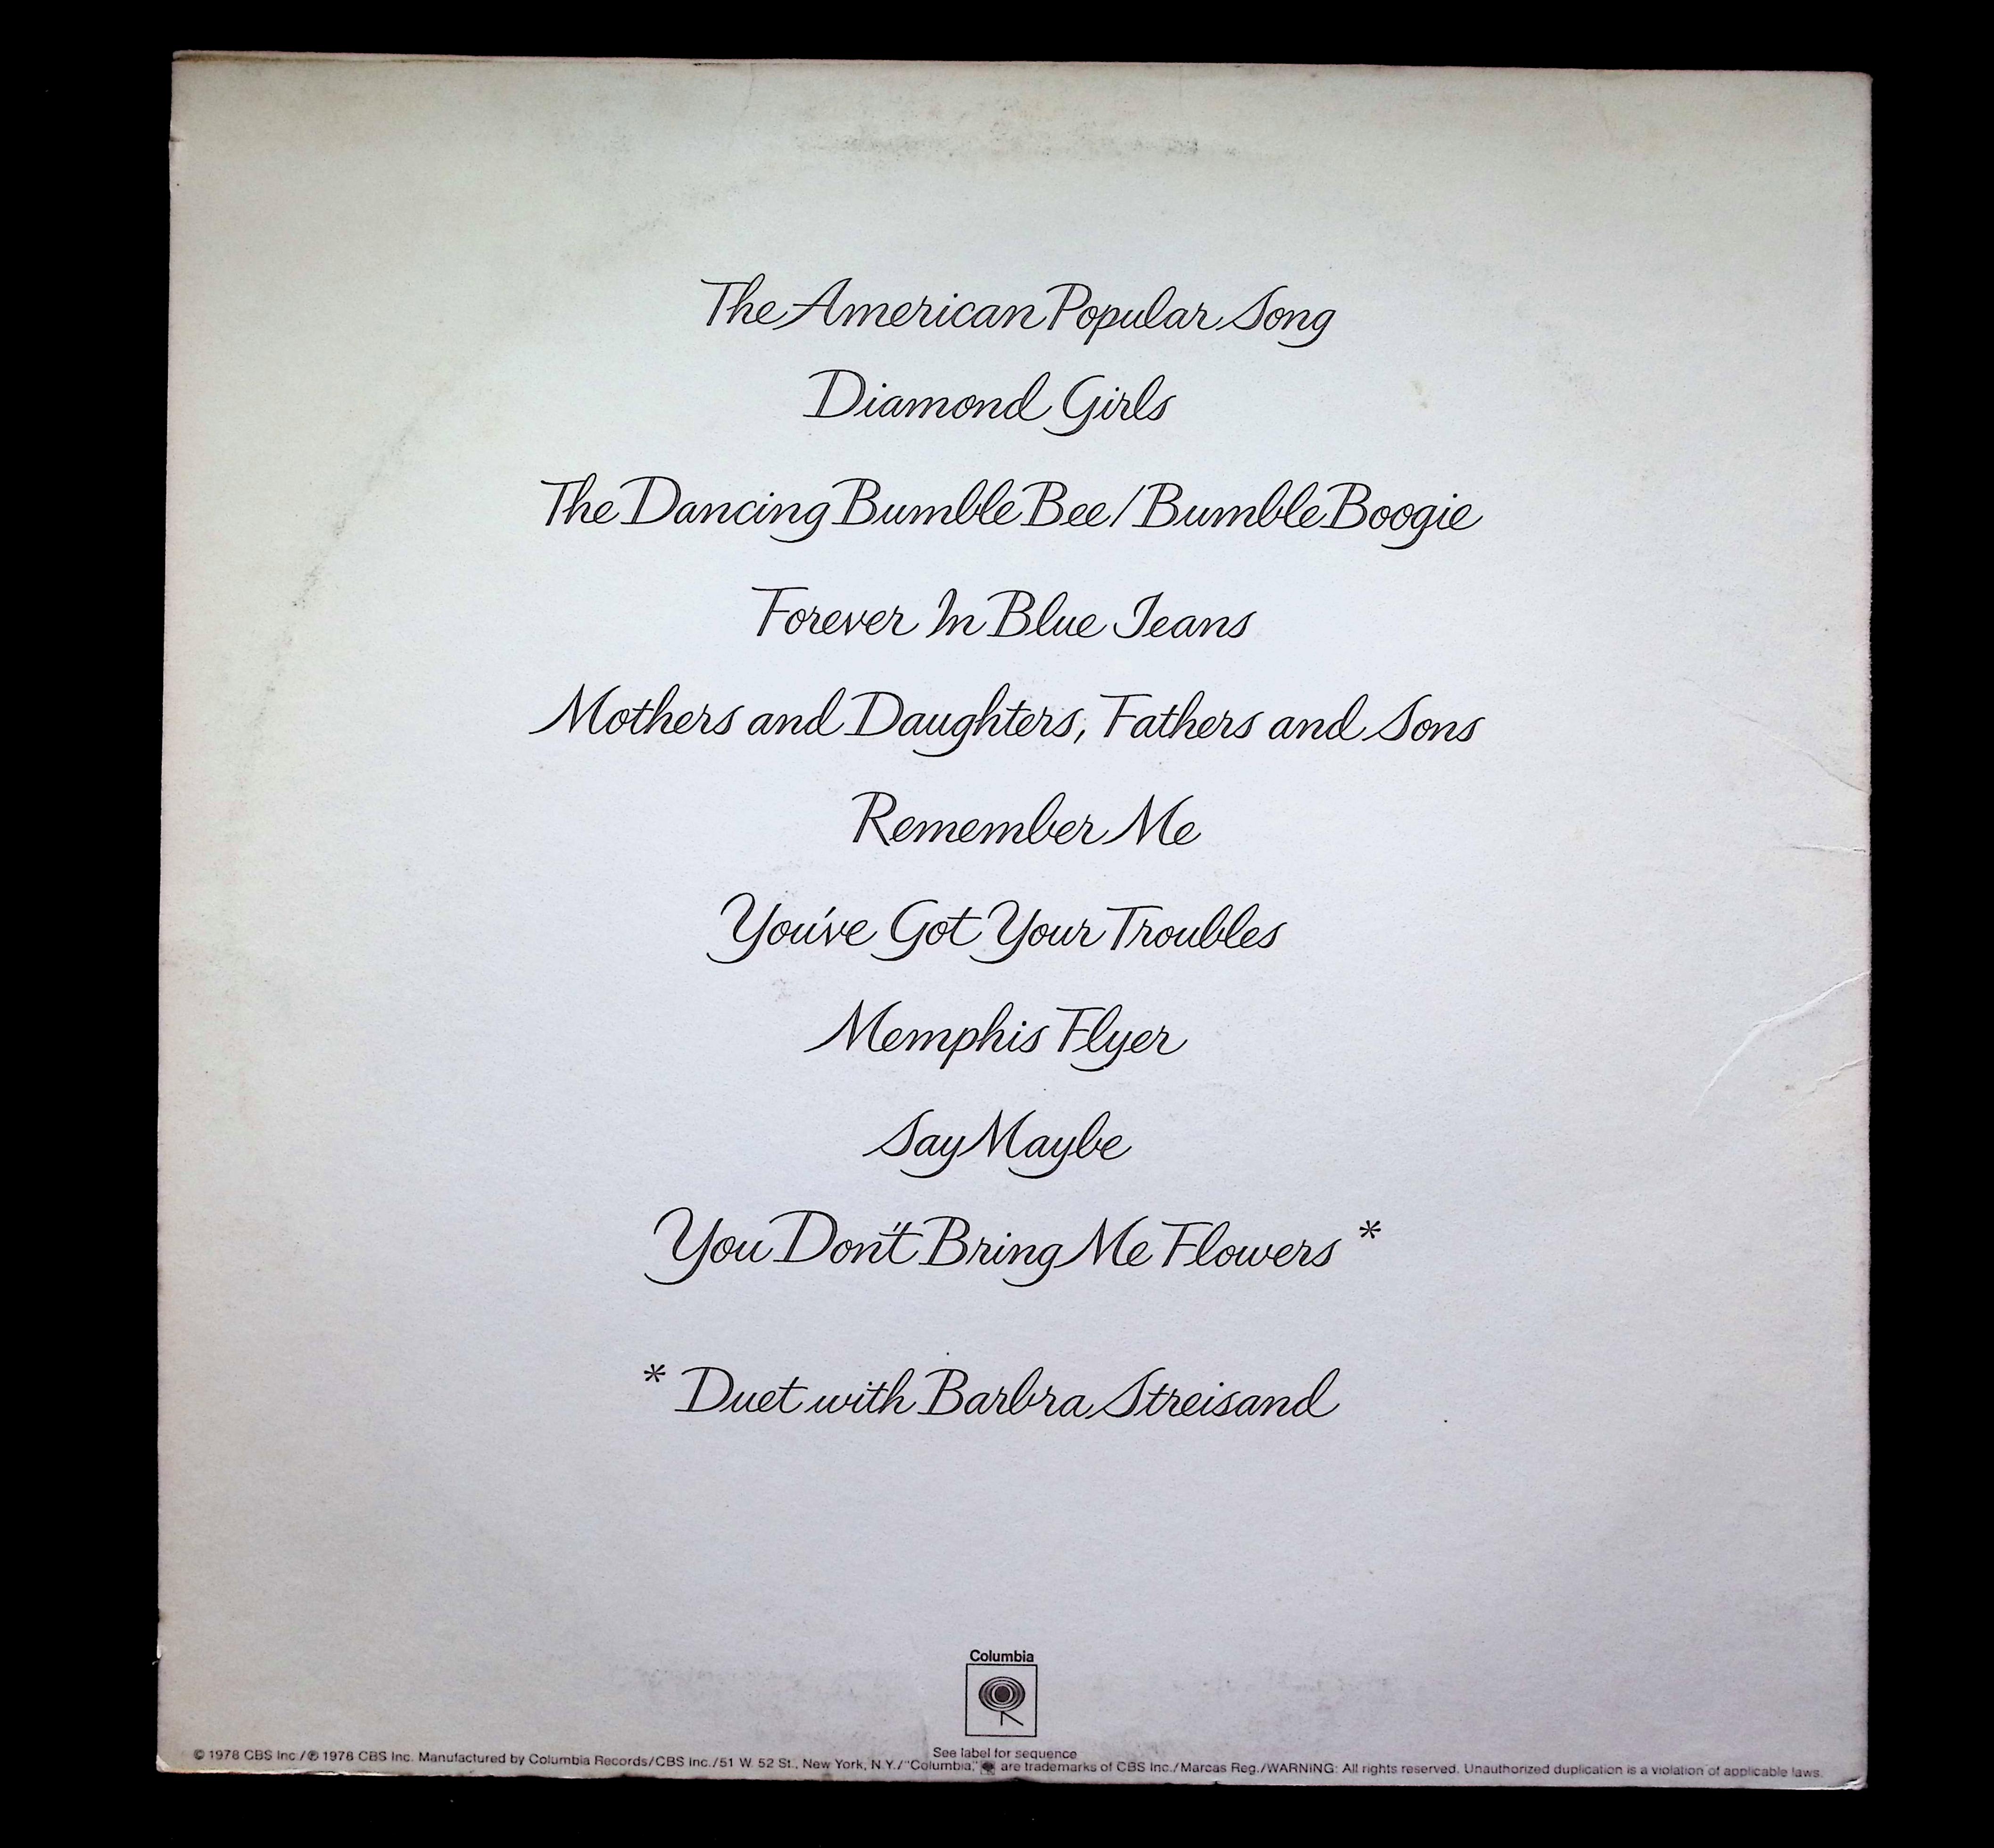 The American Popular Song
Diamond Girls
The Dancing Bumble Bee/Bumble Boogie
Forever In Blue Jeans
Mothers and Daughters, Fathers and Sons
Remember Me
You've Got Your Troubles
Memphis Flyer
Say Maybe
You Don't Bring Me Flowers *
* Duet with Barbra Streisand
Columbia
See label for sequence
© 1978 CBS Inc./℗ 1978 CBS Inc. Manufactured by Columbia Records/CBS Inc./51 W. 52 St., New York, N.Y./"Columbia," are trademarks of CBS Inc./Marcas Reg./WARNING: All rights reserved. Unauthorized duplication is a violation of applicable laws.